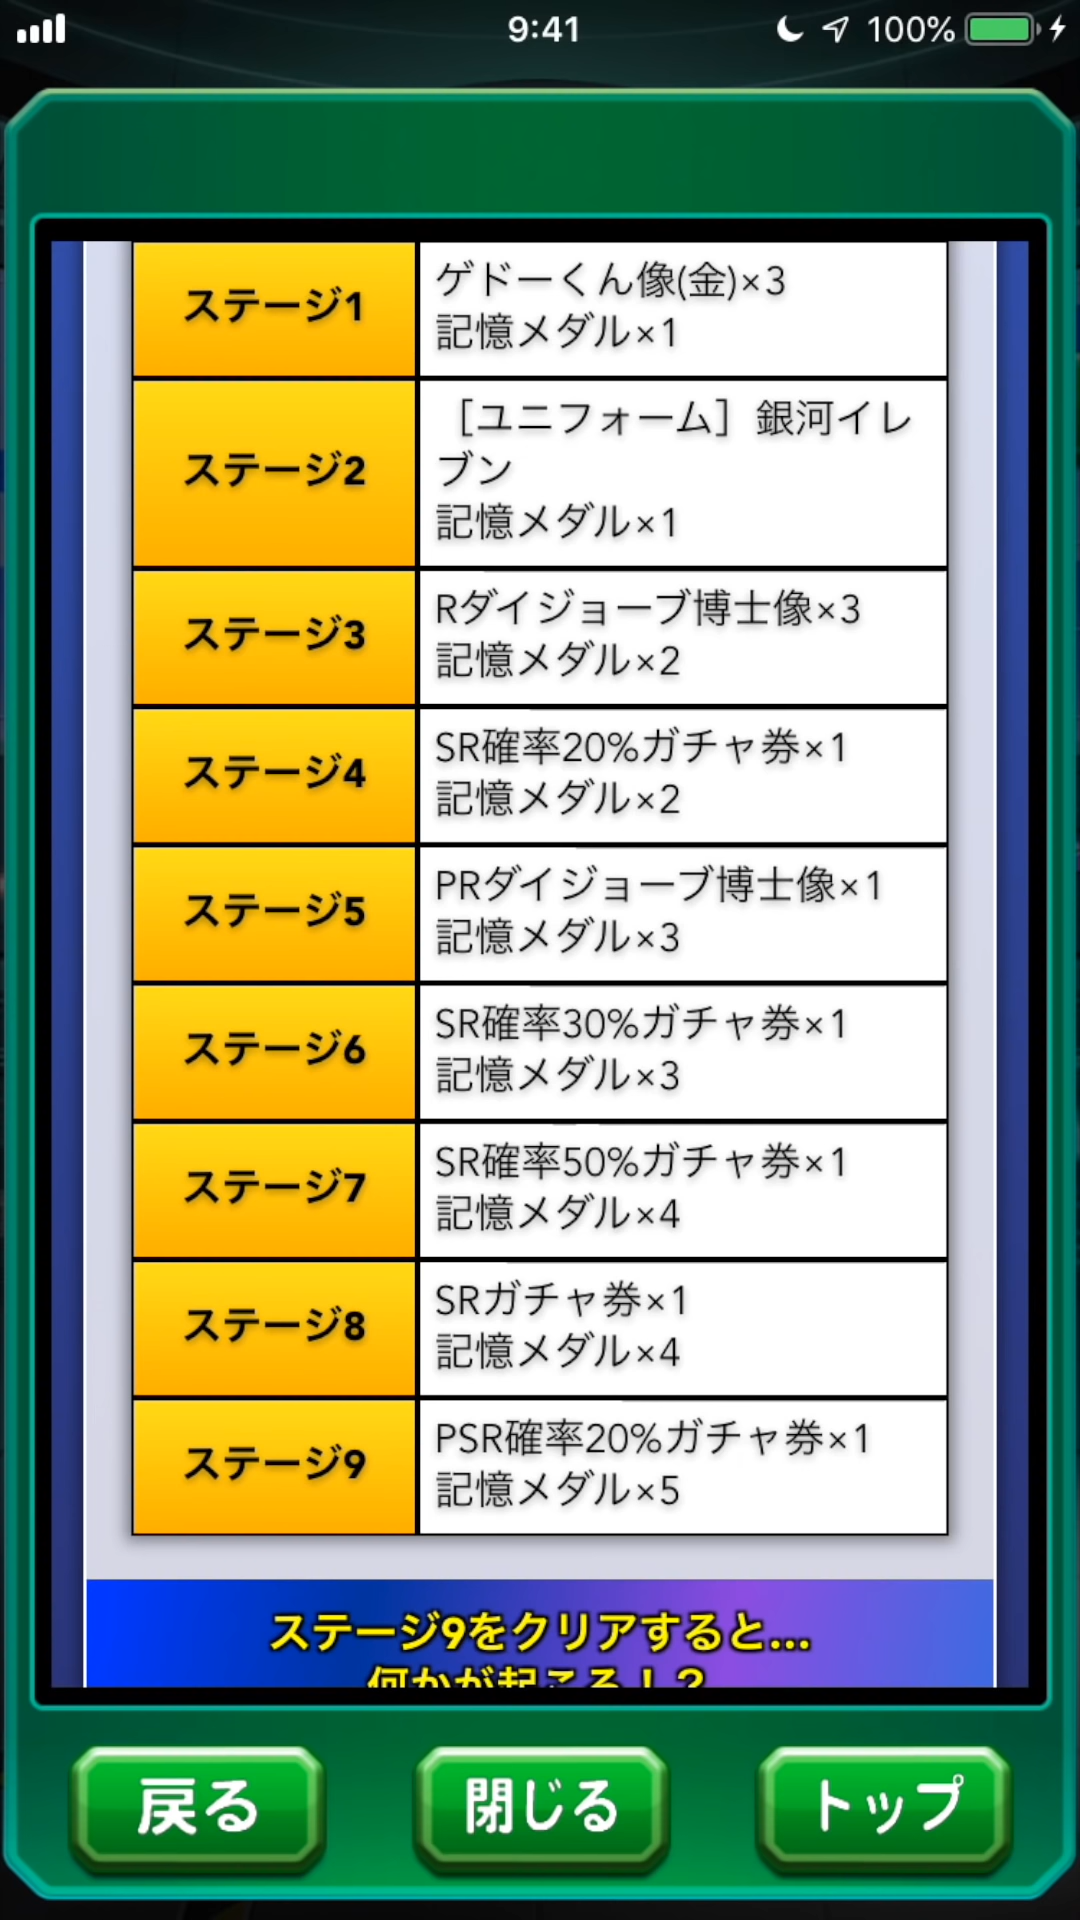 9:41
100%
ステージ1
ゲドーくん像(金)×3
記憶メダル×1
ステージ2
［ユニフォーム］銀河イレ
ブン
記憶メダル×1
ステージ3
Rダイジョーブ博士像×3
記憶メダル×2
ステージ4
SR確率20%ガチャ券×1
記憶メダル×2
ステージ5
PRダイジョーブ博士像×1
記憶メダル×3
ステージ6
SR確率30%ガチャ券×1
記憶メダル×3
ステージ7
SR確率50%ガチャ券×1
記憶メダル×4
ステージ8
SRガチャ券×1
記憶メダル×4
ステージ9
PSR確率20%ガチャ券×1
記憶メダル×5
ステージ9をクリアすると...
何かが起こる！？
戻る
閉じる
トップ